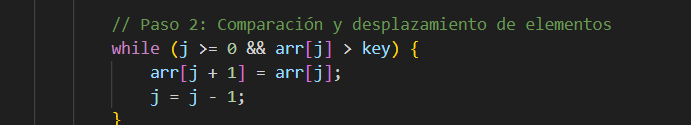 // Paso 2: Comparación y desplazamiento de elementos
while (j >= 0 && arr[j] > key) {
arr[j + 1] = arr[j];
j = j - 1;
}